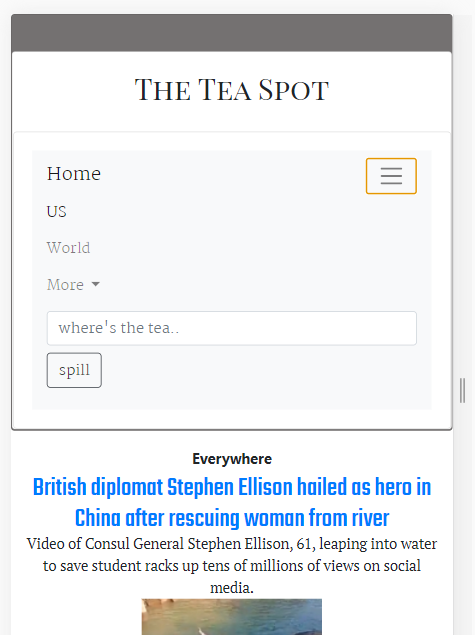 The Tea Spot
Home
US
World
More
where's the tea..
spill
Everywhere
British diplomat Stephen Ellison hailed as hero in
China after rescuing woman from river
Video of Consul General Stephen Ellison, 61, leaping into water
to save student racks up tens of millions of views on social
media.